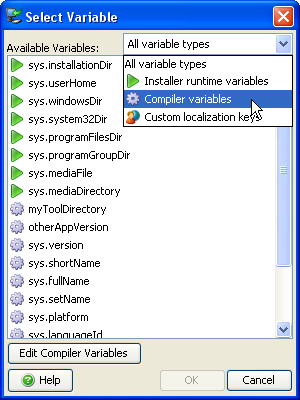 Select Variable
Available Variables:
All variable types
All variable types
Installer runtime variables
Compiler variables
Custom localization keys
sys.installationDir
sys.userHome
sys.windowsDir
sys.system32Dir
sys.programFilesDir
sys.programGroupDir
sys.mediaFile
sys.mediaDirectory
myToolDirectory
otherAppVersion
sys.version
sys.shortName
sys.fullName
sys.setName
sys.platform
sys.languageId
Edit Compiler Variables
Help
OK
Cancel